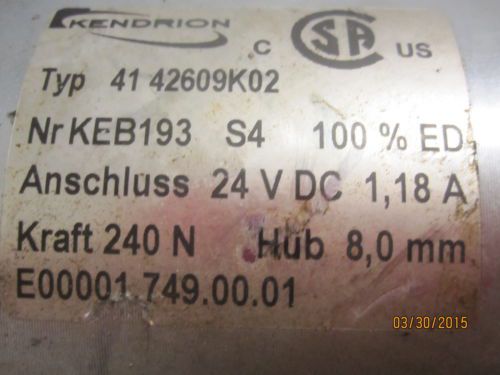 KENDRION
C SA US
Typ 41 42609K02
Nr KEB193 S4 100 % ED
Anschluss 24 V DC 1,18 A
Kraft 240 N Hub 8,0 mm
E00001.749.00.01
03/30/2015